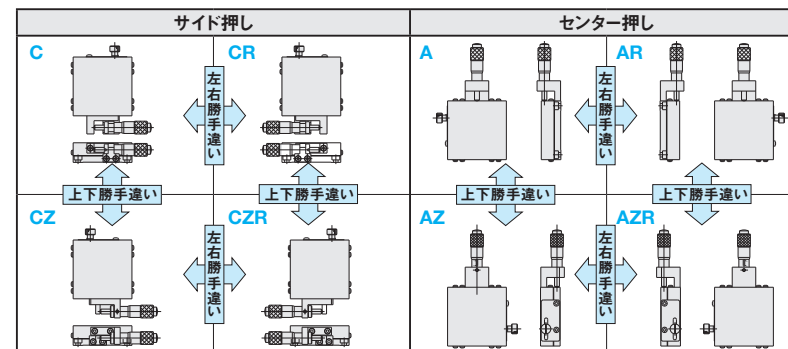 サイド押し
センター押し
C
CR
A
AR
左右勝手違い
左右勝手違い
上下勝手違い
上下勝手違い
上下勝手違い
上下勝手違い
CZ
CZR
AZ
AZR
左右勝手違い
左右勝手違い